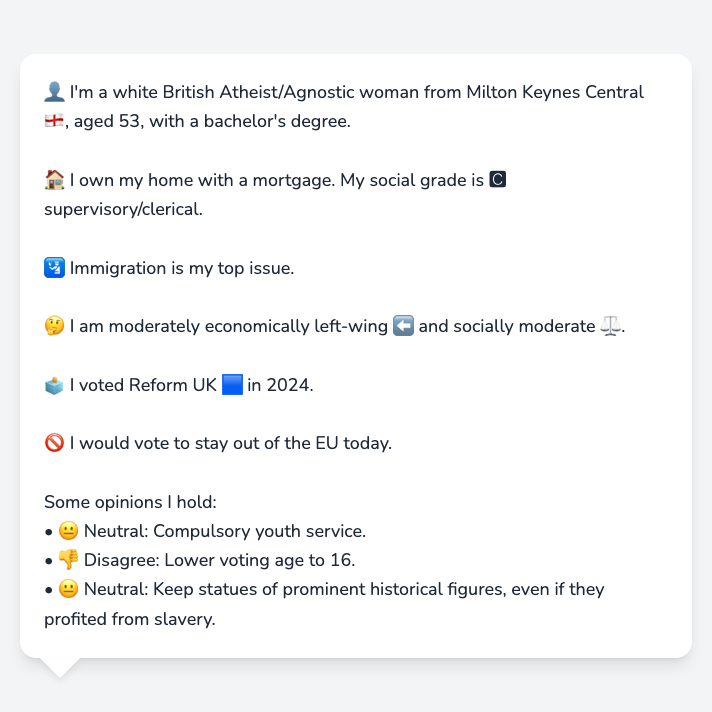 👤 I'm a white British Atheist/Agnostic woman from Milton Keynes Central
🏴󠁧󠁢󠁥󠁮󠁧󠁿, aged 53, with a bachelor's degree.
🏠 I own my home with a mortgage. My social grade is C
supervisory/clerical.
🛂 Immigration is my top issue.
🤔 I am moderately economically left-wing ⬅️ and socially moderate ⚖️.
🗳️ I voted Reform UK 🟦 in 2024.
🚫 I would vote to stay out of the EU today.
Some opinions I hold:
• 😐 Neutral: Compulsory youth service.
• 👎 Disagree: Lower voting age to 16.
• 😐 Neutral: Keep statues of prominent historical figures, even if they
profited from slavery.